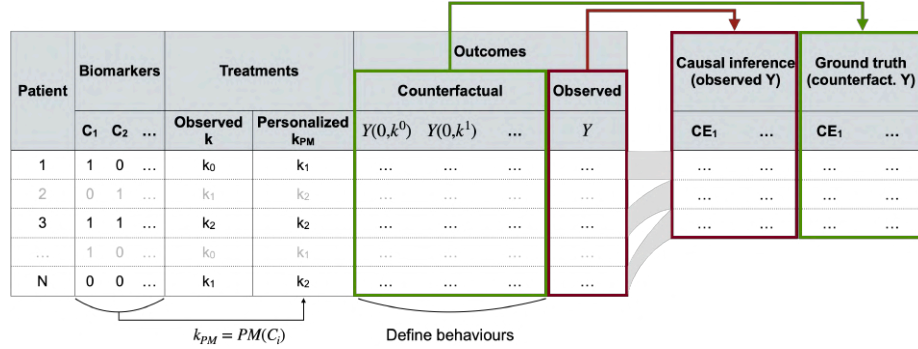 Outcomes
Biomarkers Treatments
Causal inference Ground truth
(observed Y) (counterfact. Y)
Patient Counterfactual Observed
C₁ C₂ … Observed Personalized Y(0,k⁰) Y(0,k¹) … Y CE₁ … CE₁ …
k k_PM
1 1 0 … k₀ k₁ … … … … … … … …
2 0 1 … k₁ k₂ … … … …
3 1 1 … k₂ k₂ … … … … … … … …
… 1 0 … k₀ k₁ … … … …
N 0 0 … k₁ k₂ … … … …
… … … …
k_PM = PM(C_i) Define behaviours